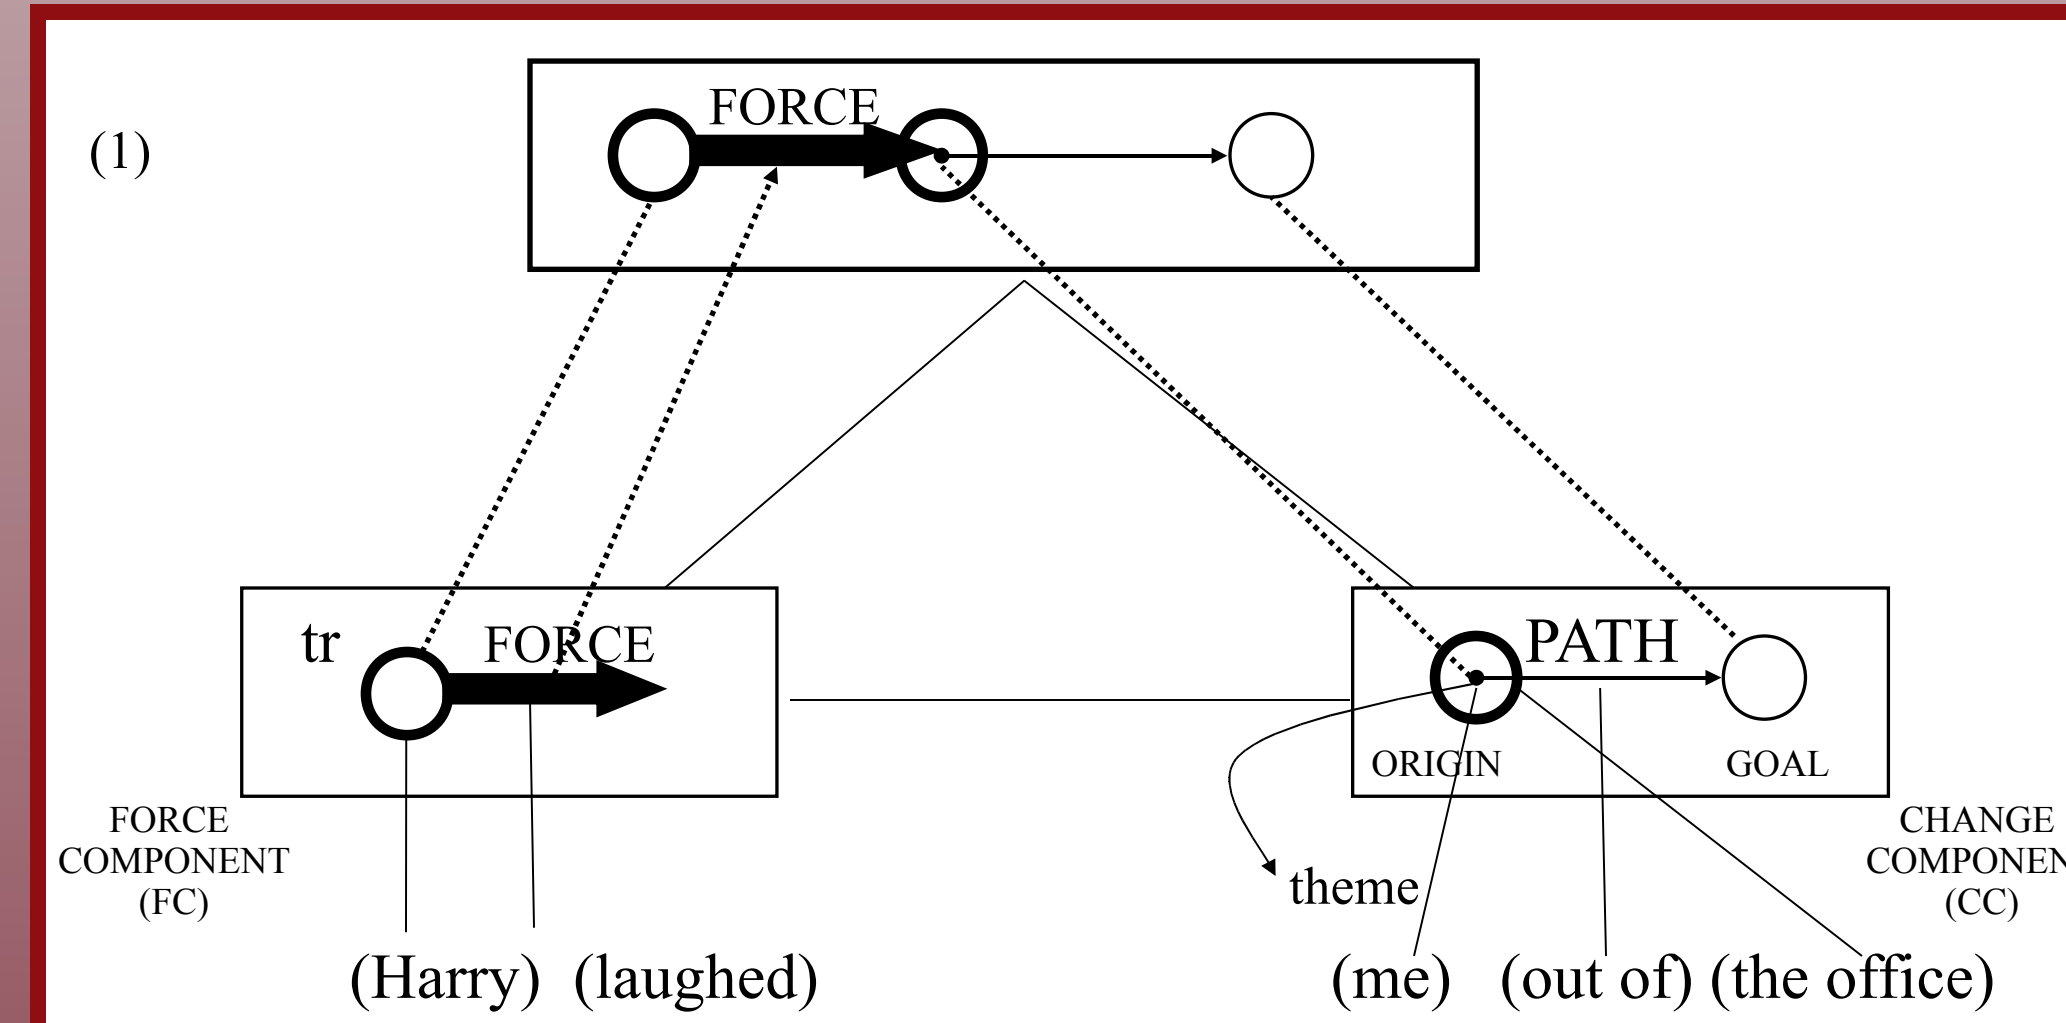 FORCE
(1)
tr
FORCE
PATH
ORIGIN
GOAL
FORCE
COMPONENT
(FC)
CHANGE
COMPONEN
(CC)
theme
(Harry) (laughed) (me) (out of) (the office)